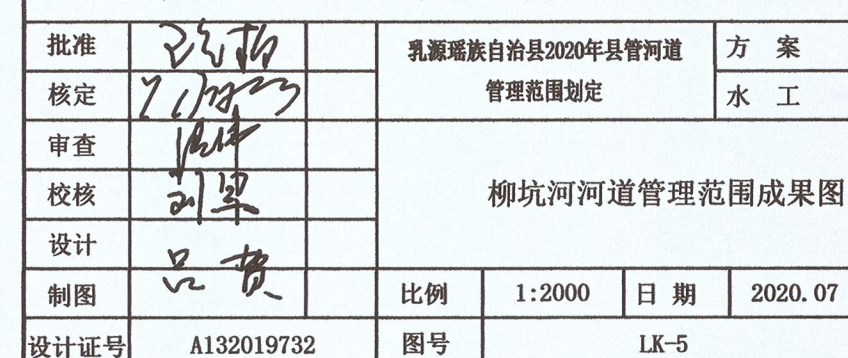 批准
乳源瑶族自治县2020年县管河道
管理范围划定
方 案
核定
水 工
审查
校核
柳坑河河道管理范围成果图
设计
制图
比例 1:2000 日 期 2020.07
设计证号 A132019732 图号 LK-5